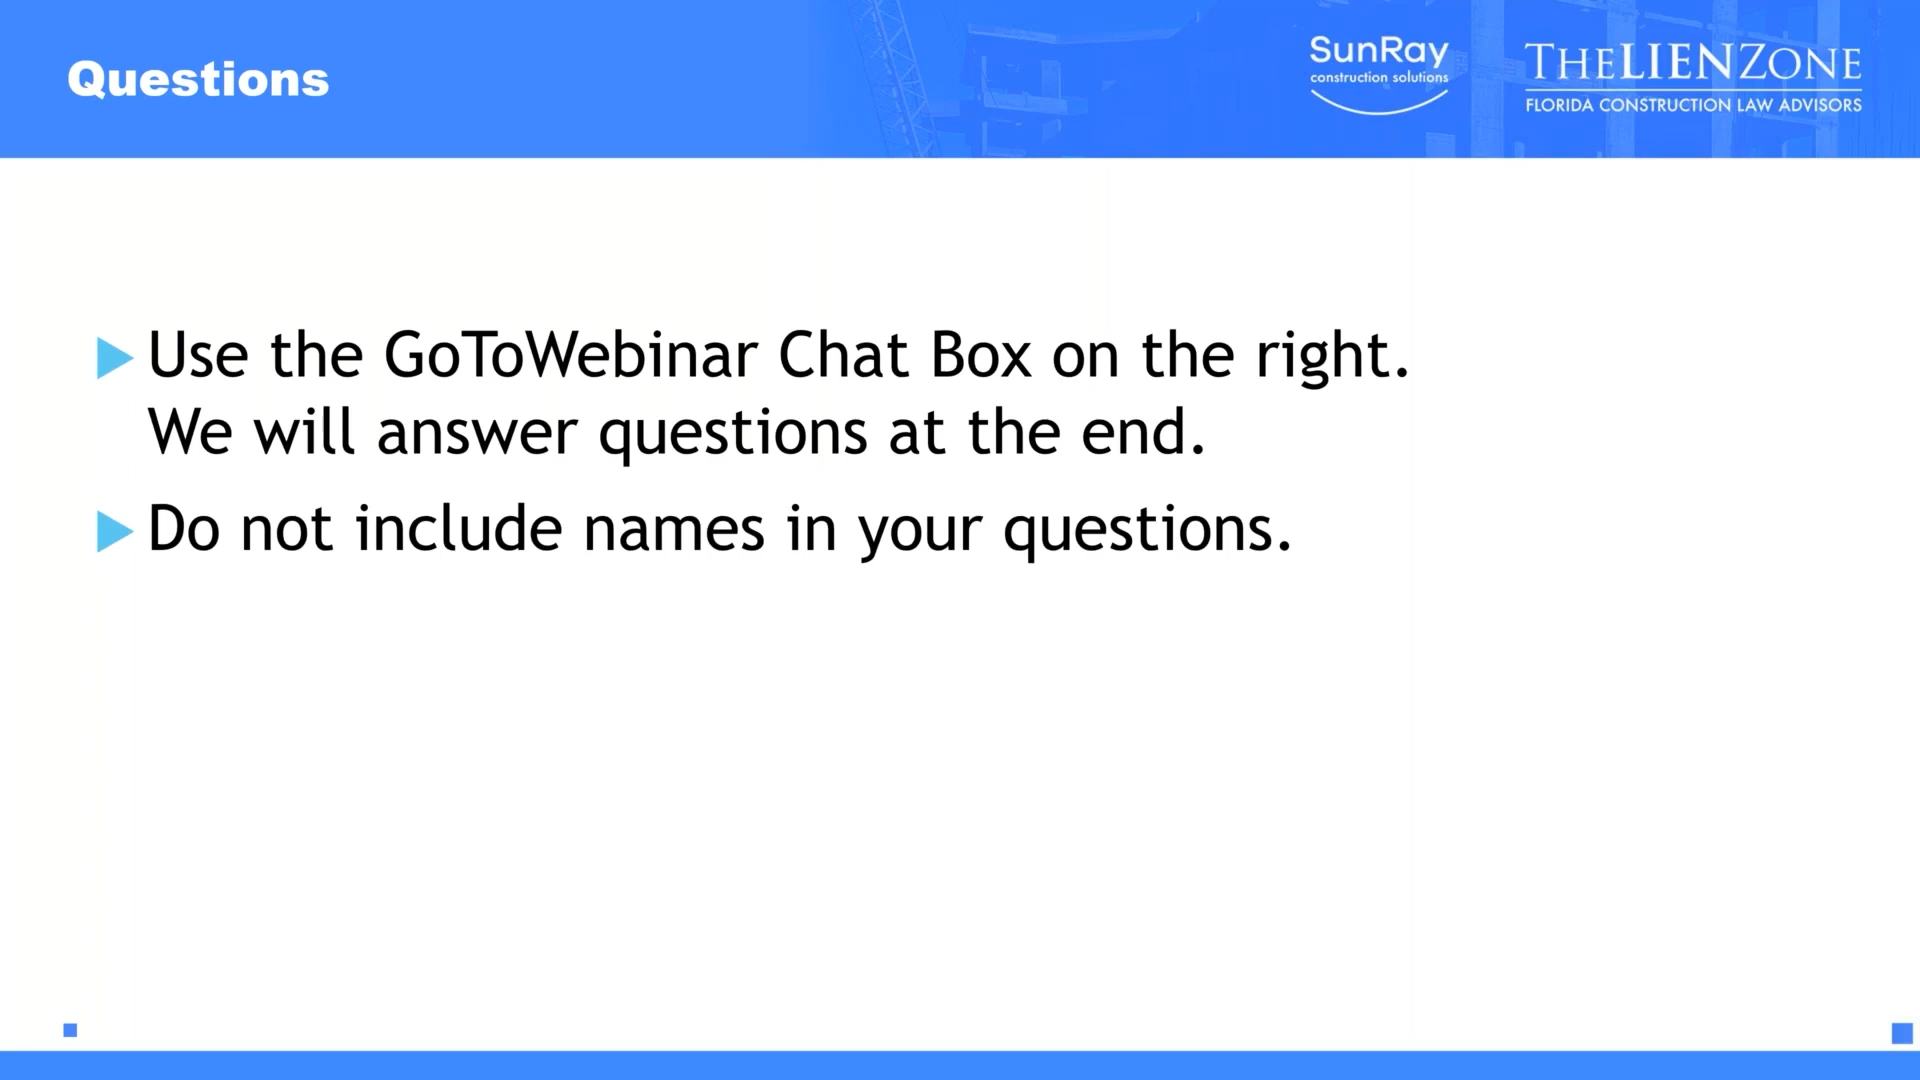 Questions
SunRay
construction solutions
THELIENZONE
FLORIDA CONSTRUCTION LAW ADVISORS
Use the GoToWebinar Chat Box on the right.
We will answer questions at the end.
Do not include names in your questions.